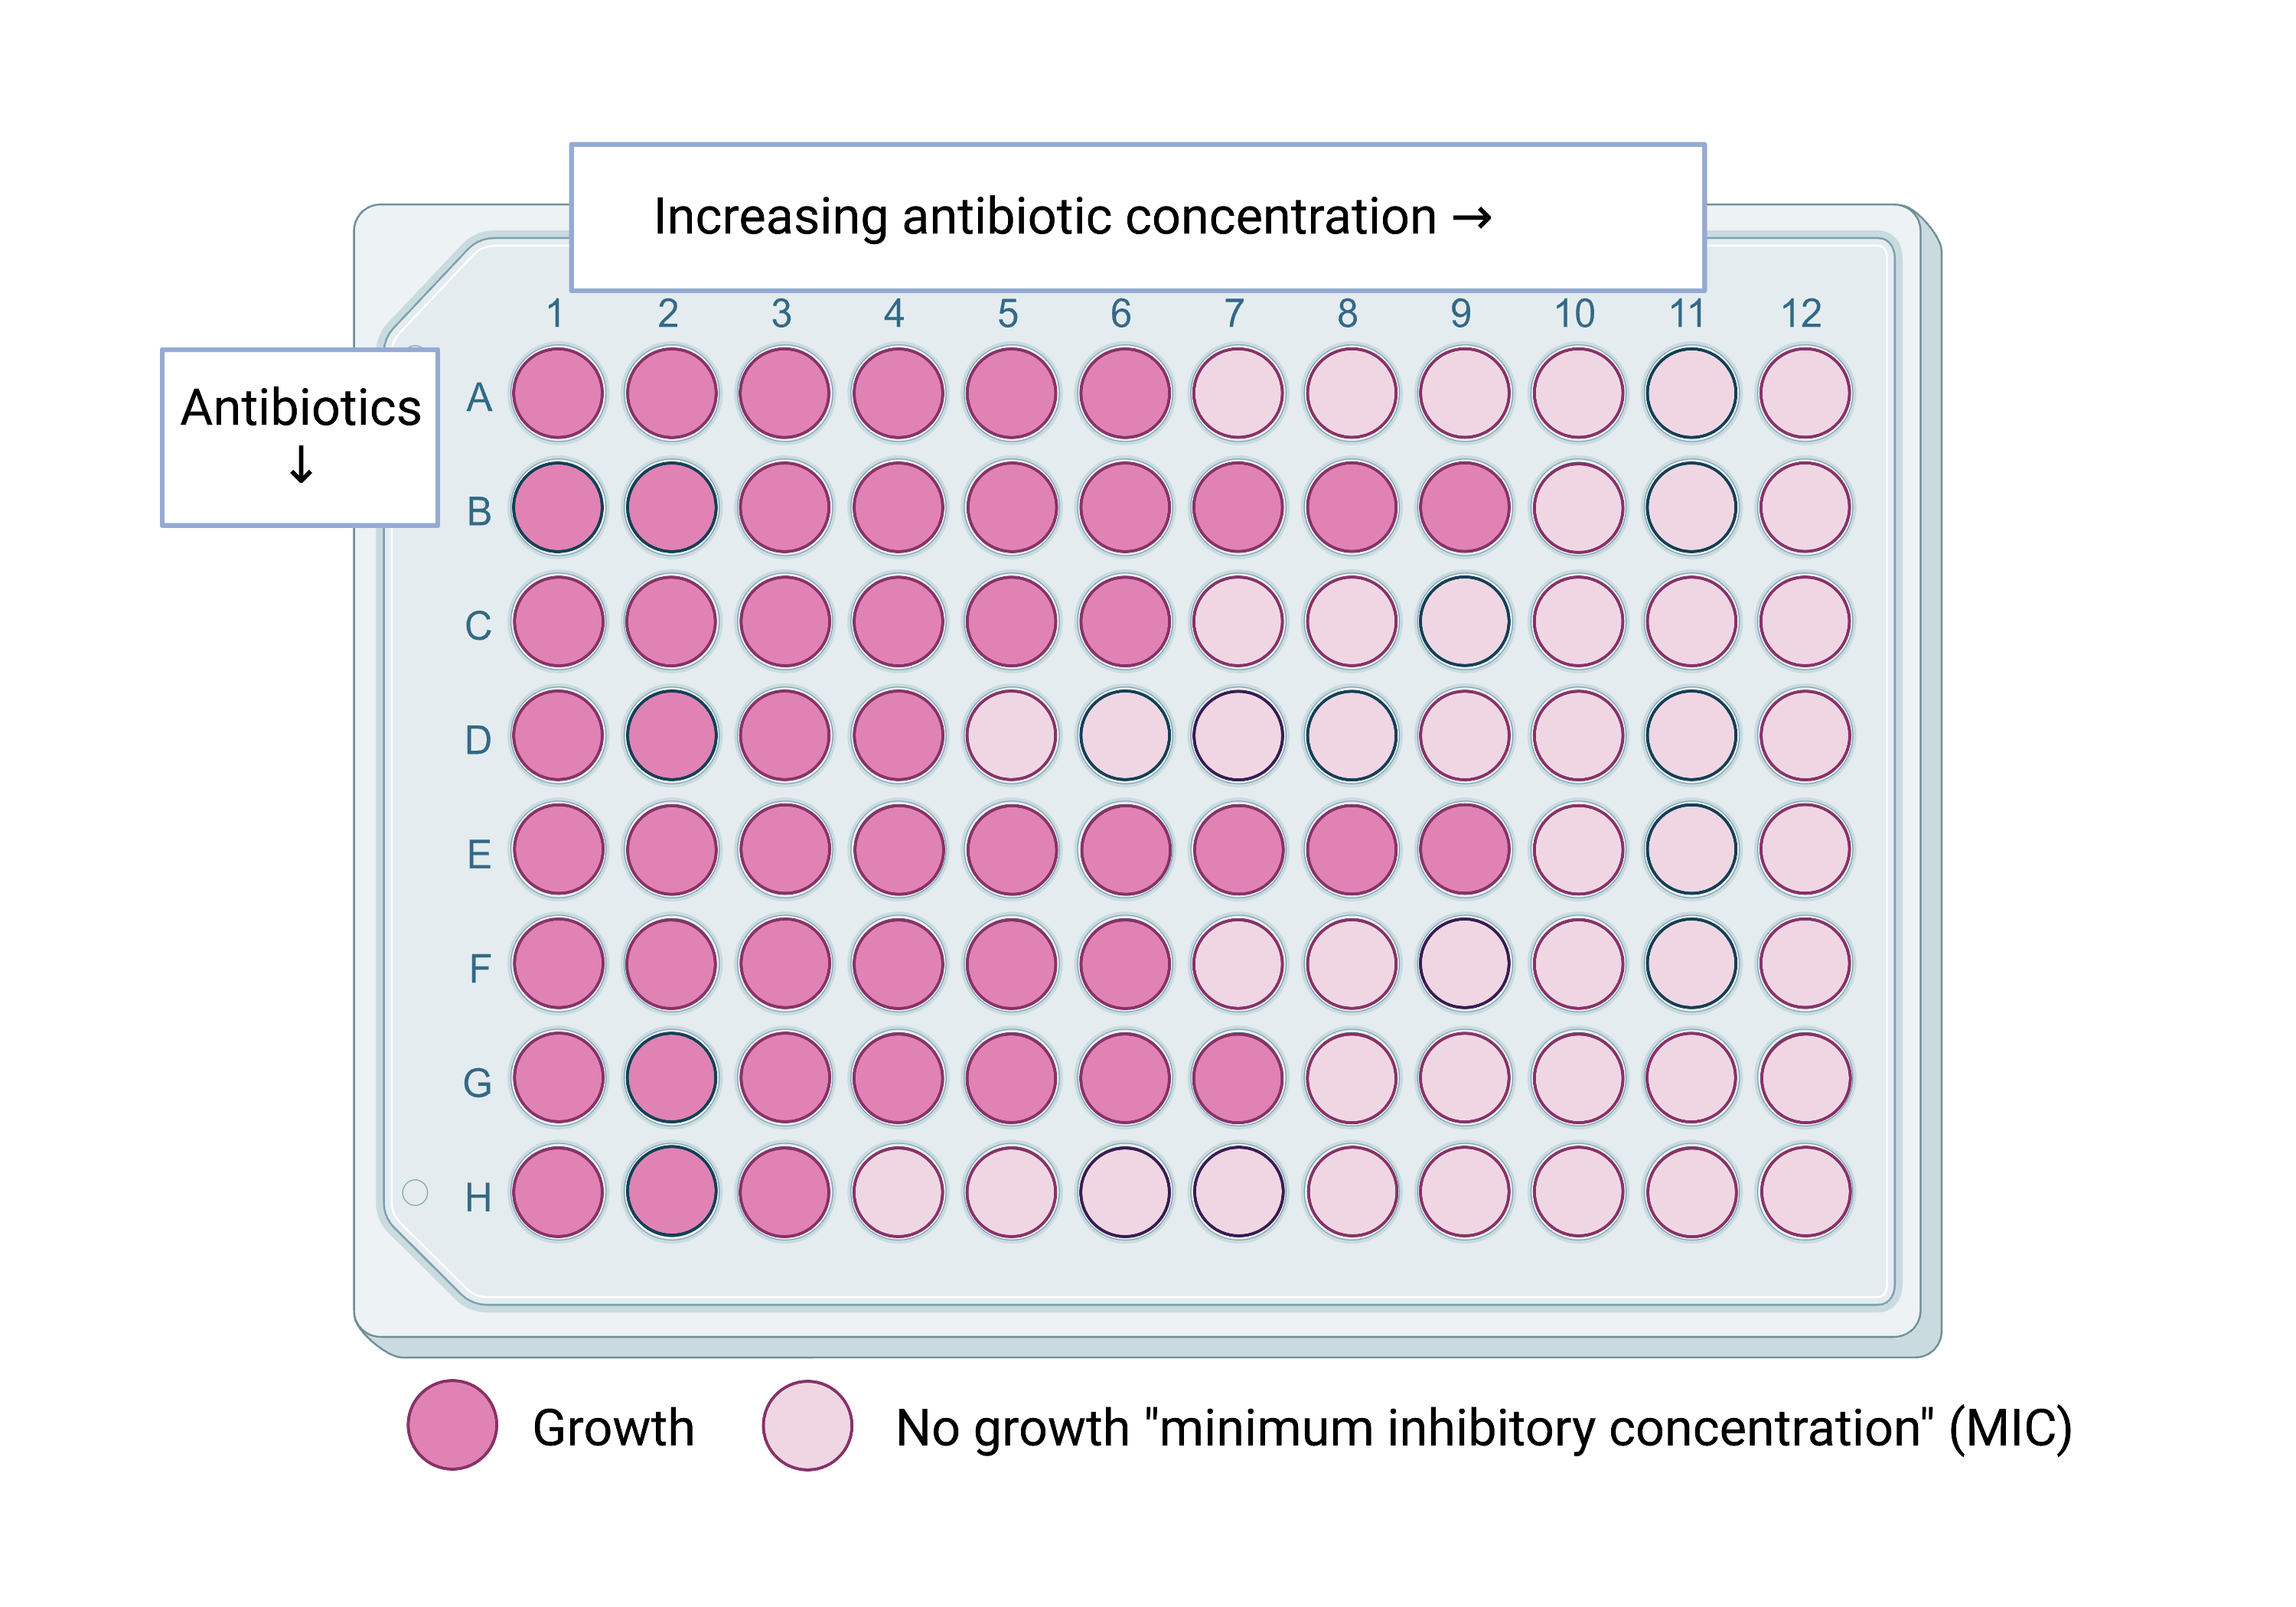 Increasing antibiotic concentration →
1 2 3 4 5 6 7 8 9 10 11 12
Antibiotics
↓
A
B
C
D
E
F
G
H
Growth
No growth "minimum inhibitory concentration" (MIC)